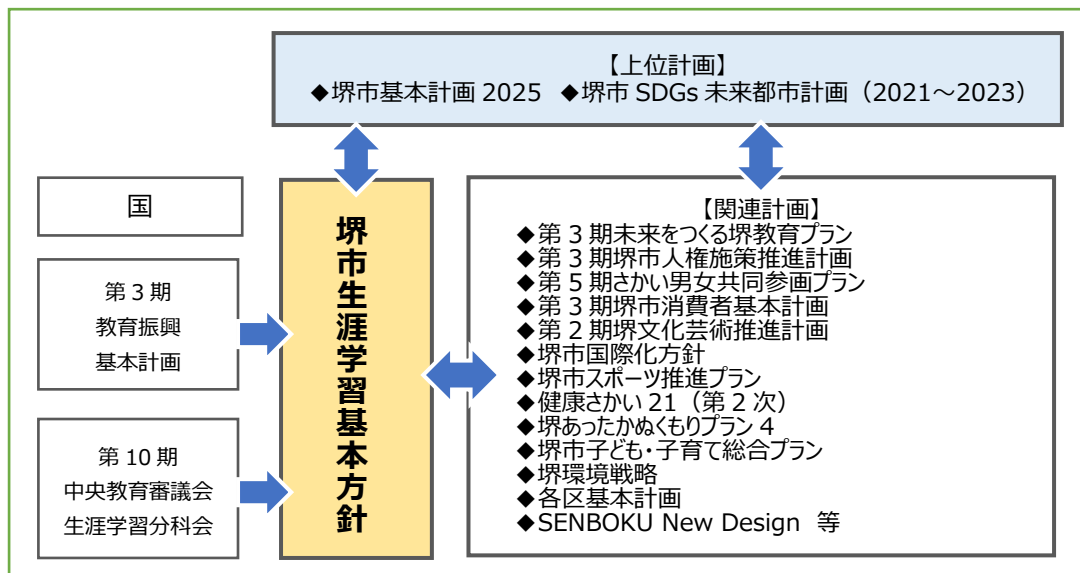 【上位計画】
◆堺市基本計画 2025 ◆堺市 SDGs 未来都市計画（2021～2023）
国
第3期
教育振興
基本計画
第 10 期
中央教育審議会
生涯学習分科会
堺市生涯学習基本方針
【関連計画】
◆第 3 期未来をつくる堺教育プラン
◆第 3 期堺市人権施策推進計画
◆第 5 期さかい男女共同参画プラン
◆第 3 期堺市消費者基本計画
◆第 2 期堺文化芸術推進計画
◆堺市国際化方針
◆堺市スポーツ推進プラン
◆健康さかい 21（第 2 次）
◆堺あったかぬくもりプラン 4
◆堺市子ども・子育て総合プラン
◆堺環境戦略
◆各区基本計画
◆SENBOKU New Design 等